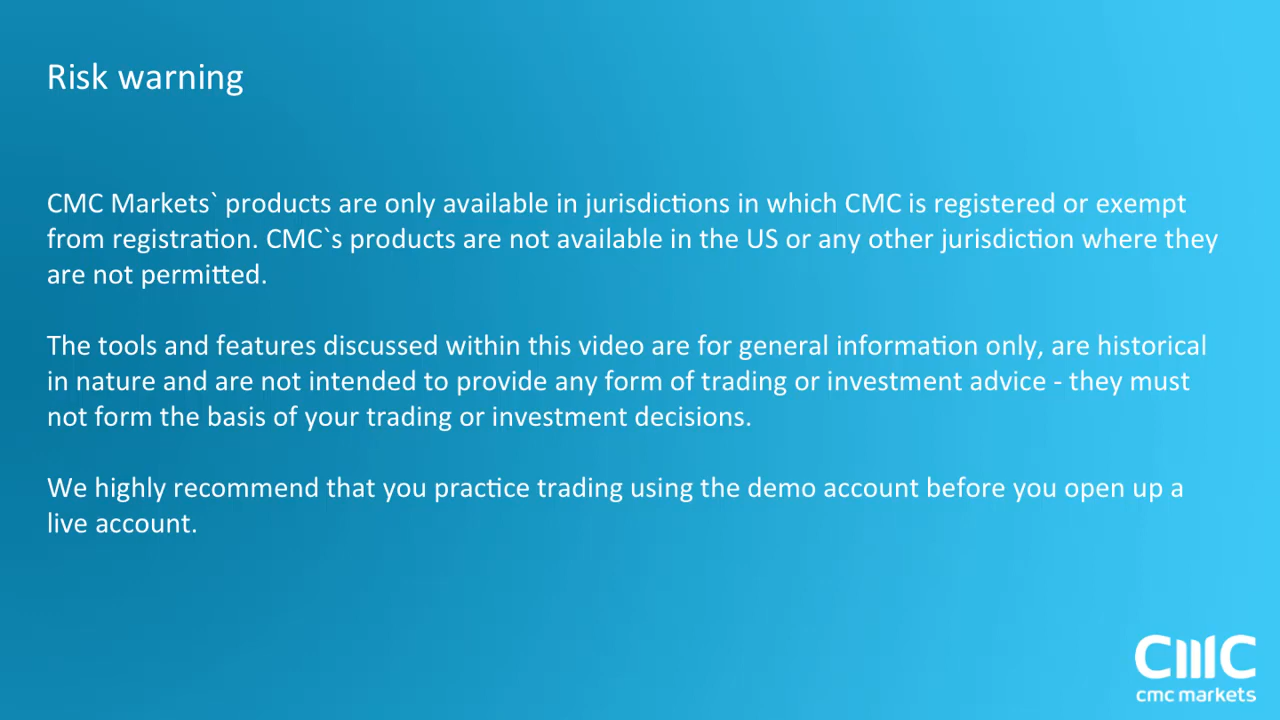 Risk warning
CMC Markets` products are only available in jurisdictions in which CMC is registered or exempt
from registration. CMC`s products are not available in the US or any other jurisdiction where they
are not permitted.
The tools and features discussed within this video are for general information only, are historical
in nature and are not intended to provide any form of trading or investment advice - they must
not form the basis of your trading or investment decisions.
We highly recommend that you practice trading using the demo account before you open up a
live account.
CMC
cmc markets